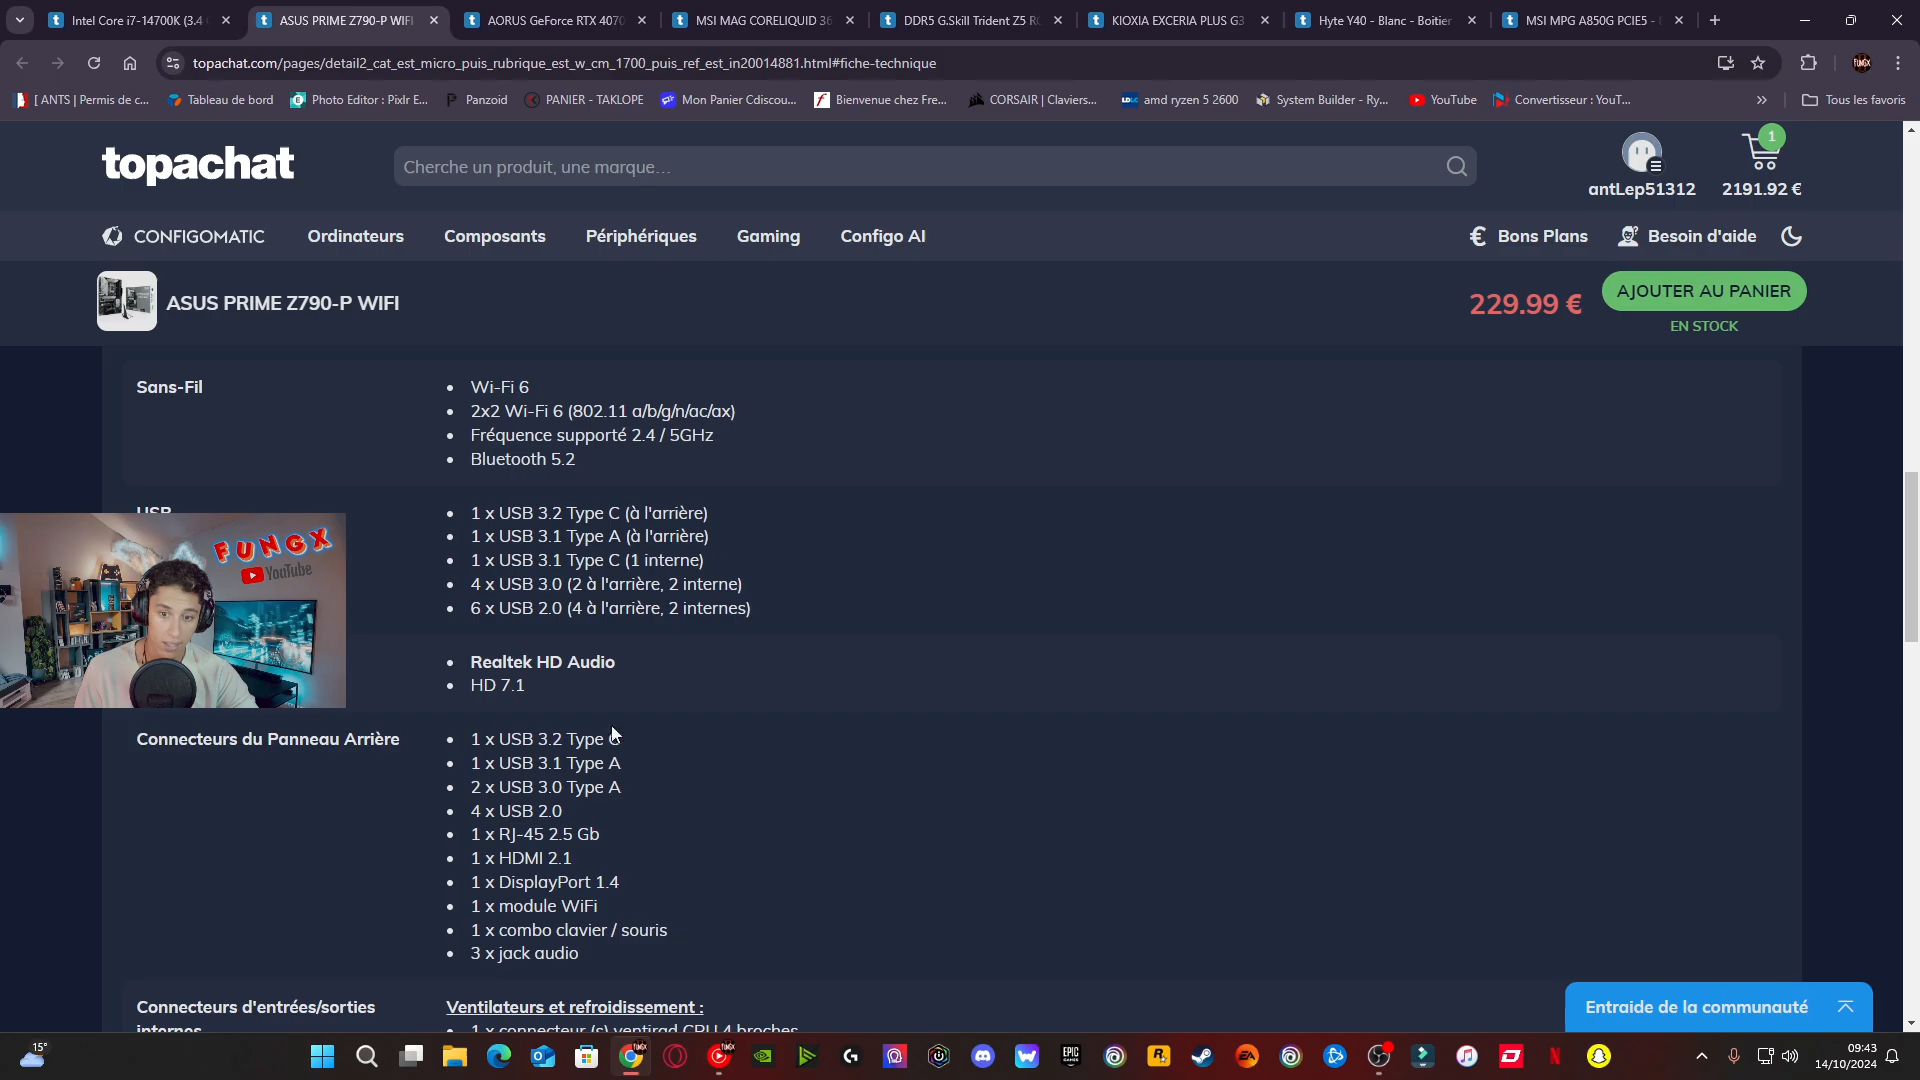 Intel Core i7-14700K (3.4
ASUS PRIME Z790-P WIFI
AORUS GeForce RTX 4070
MSI MAG CORELIQUID 36
DDR5 G.Skill Trident Z5 R
KIOXIA EXCERIA PLUS G3
Hyte Y40 - Blanc - Boitier
MSI MPG A850G PCIE5 -
topachat.com/pages/detail2_cat_est_micro_puis_rubrique_est_w_cm_1700_puis_ref_est_in20014881.html#fiche-technique
[ ANTS | Permis de c...
Tableau de bord
Photo Editor : Pixlr E...
Panzoid
PANIER - TAKLOPE
Mon Panier Cdiscou...
Bienvenue chez Fre...
CORSAIR | Claviers...
amd ryzen 5 2600
System Builder - Ry...
YouTube
Convertisseur : YouT...
Tous les favoris
topachat
Cherche un produit, une marque...
1
antLep51312
2191.92 €
CONFIGOMATIC
Ordinateurs
Composants
Périphériques
Gaming
Configo AI
€ Bons Plans
Besoin d'aide
ASUS PRIME Z790-P WIFI
229.99 €
AJOUTER AU PANIER
EN STOCK
Sans-Fil
• Wi-Fi 6
• 2x2 Wi-Fi 6 (802.11 a/b/g/n/ac/ax)
• Fréquence supporté 2.4 / 5GHz
• Bluetooth 5.2
USB
• 1 x USB 3.2 Type C (à l'arrière)
• 1 x USB 3.1 Type A (à l'arrière)
• 1 x USB 3.1 Type C (1 interne)
• 4 x USB 3.0 (2 à l'arrière, 2 interne)
• 6 x USB 2.0 (4 à l'arrière, 2 internes)
FUNGX
YouTube
• Realtek HD Audio
• HD 7.1
Connecteurs du Panneau Arrière
• 1 x USB 3.2 Type C
• 1 x USB 3.1 Type A
• 2 x USB 3.0 Type A
• 4 x USB 2.0
• 1 x RJ-45 2.5 Gb
• 1 x HDMI 2.1
• 1 x DisplayPort 1.4
• 1 x module WiFi
• 1 x combo clavier / souris
• 3 x jack audio
Connecteurs d'entrées/sorties
internes
Ventilateurs et refroidissement :
• 1 x connecteur (s) ventirad CPU 4 broches
Entraide de la communauté
15°
09:43
14/10/2024